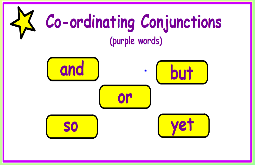 Co-ordinating Conjunctions
(purple words)
and
but
or
so
yet